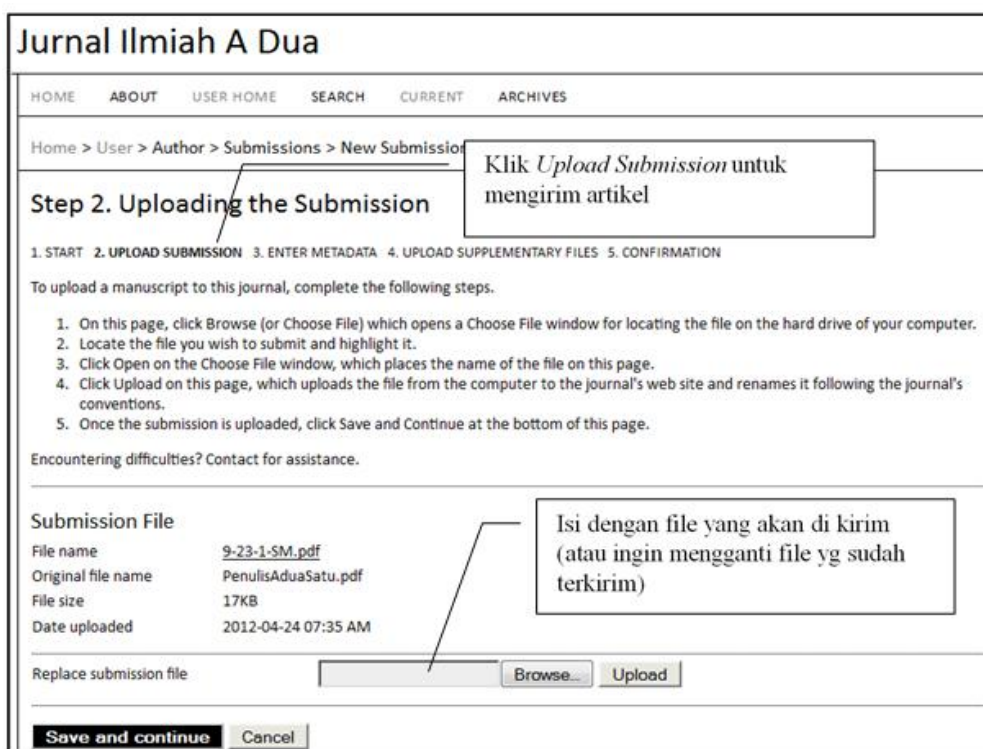 Jurnal Ilmiah A Dua
HOME ABOUT USER HOME SEARCH CURRENT ARCHIVES
Home > User > Author > Submissions > New Submission
Klik Upload Submission untuk
mengirim artikel
Step 2. Uploading the Submission
1. START 2. UPLOAD SUBMISSION 3. ENTER METADATA 4. UPLOAD SUPPLEMENTARY FILES 5. CONFIRMATION
To upload a manuscript to this journal, complete the following steps.
1. On this page, click Browse (or Choose File) which opens a Choose File window for locating the file on the hard drive of your computer.
2. Locate the file you wish to submit and highlight it.
3. Click Open on the Choose File window, which places the name of the file on this page.
4. Click Upload on this page, which uploads the file from the computer to the journal's web site and renames it following the journal's
conventions.
5. Once the submission is uploaded, click Save and Continue at the bottom of this page.
Encountering difficulties? Contact for assistance.
Submission File
File name 9-23-1-SM.pdf
Original file name PenulisAduaSatu.pdf
File size 17KB
Date uploaded 2012-04-24 07:35 AM
Isi dengan file yang akan di kirim
(atau ingin mengganti file yg sudah
terkirim)
Replace submission file Browse... Upload
Save and continue Cancel